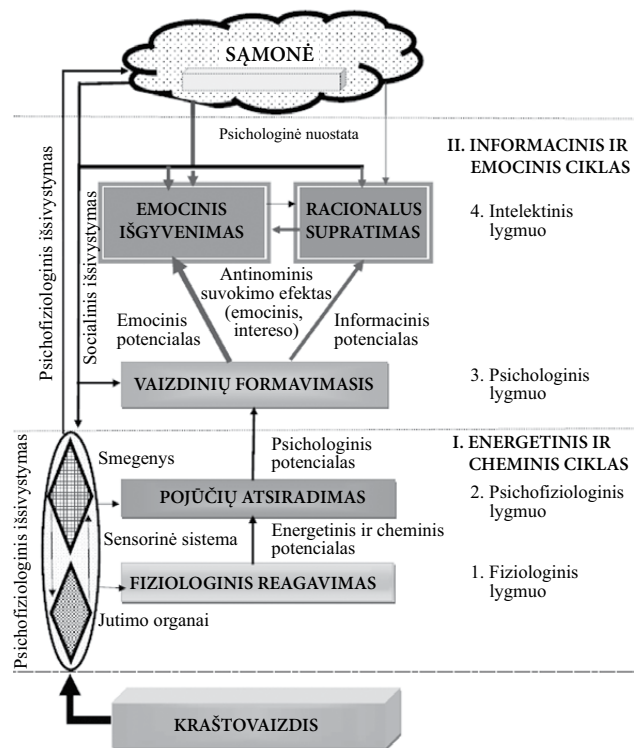 SĄMONĖ
Psichologinė nuostata
II. INFORMACINIS IR
EMOCINIS CIKLAS
Psichofiziologinis išsivystymas
Socialinis išsivystymas
EMOCINIS
IŠGYVENIMAS
RACIONALUS
SUPRATIMAS
4. Intelektinis
lygmuo
Antinominis
suvokimo efektas
(emocinis,
intereso)
Emocinis
potencialas
Informacinis
potencialas
VAIZDINIŲ FORMAVIMASIS
3. Psichologinis
lygmuo
Psichofiziologinis išsivystymas
Smegenys
Psichologinis
potencialas
I. ENERGETINIS IR
CHEMINIS CIKLAS
POJŪČIŲ ATSIRADIMAS
2. Psichofiziologinis
lygmuo
Sensorinė sistema
Energetinis ir cheminis
potencialas
FIZIOLOGINIS REAGAVIMAS
1. Fiziologinis
lygmuo
Jutimo organai
KRAŠTOVAIZDIS